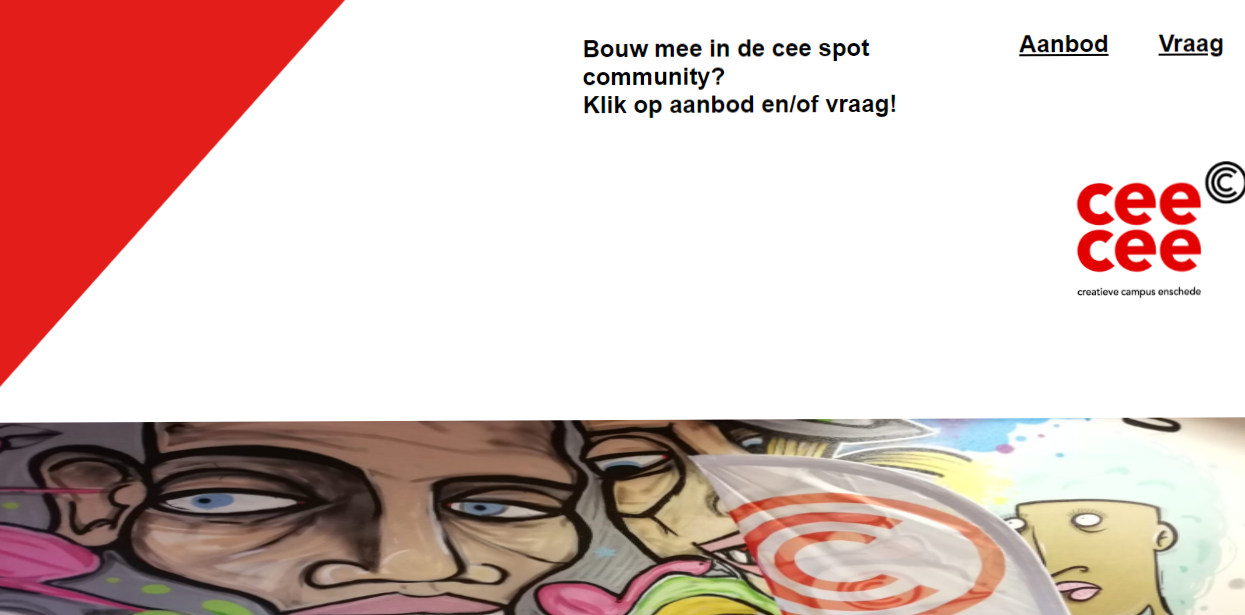 Bouw mee in de cee spot
community?
Klik op aanbod en/of vraag!
Aanbod Vraag
©
cee
cee
creatieve campus enschede